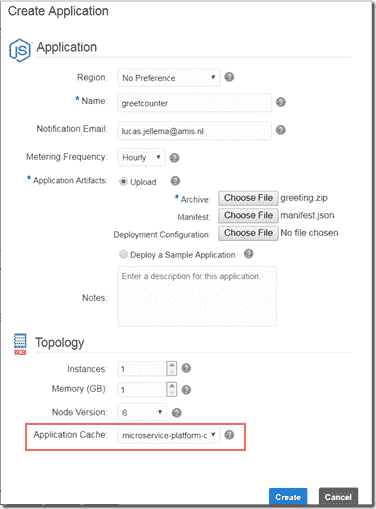 Create Application
JS
Application
Region: No Preference ?
* Name: greetcounter ?
Notification Email: lucas.jellema@amis.nl ?
Metering Frequency: Hourly ?
* Application Artifacts: Upload ?
* Archive: Choose File greeting.zip
Manifest: Choose File manifest.json
Deployment Configuration: Choose File No file chosen
Deploy a Sample Application ?
Notes: Enter a description for this application.
Topology
Instances: 1 ?
Memory (GB): 1 ?
Node Version: 6 ?
Application Cache: microservice-platform-c ?
Create Cancel